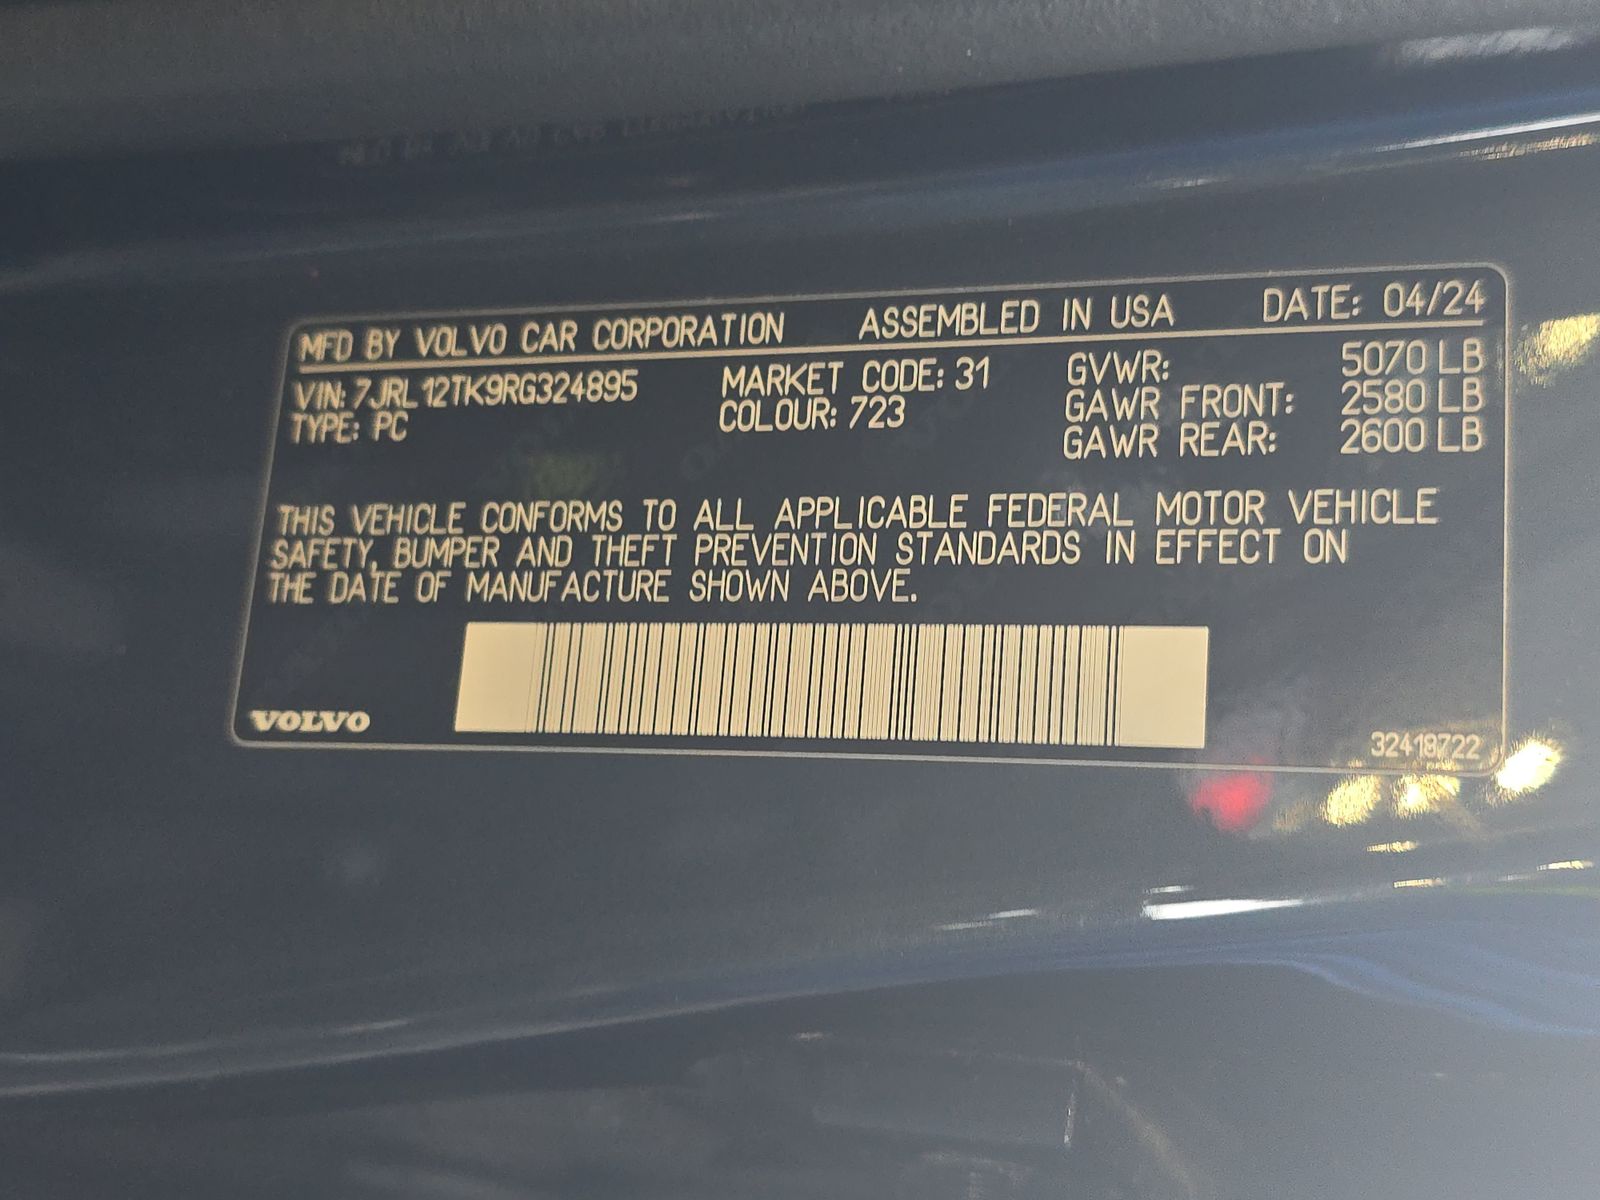 MFD BY VOLVO CAR CORPORATION ASSEMBLED IN USA DATE: 04/24
VIN: 7JRL12TK9RG324895 MARKET CODE: 31 GVWR: 5070 LB
TYPE: PC COLOUR: 723 GAWR FRONT: 2580 LB
GAWR REAR: 2600 LB
THIS VEHICLE CONFORMS TO ALL APPLICABLE FEDERAL MOTOR VEHICLE
SAFETY, BUMPER AND THEFT PREVENTION STANDARDS IN EFFECT ON
THE DATE OF MANUFACTURE SHOWN ABOVE.
VOLVO
32418722